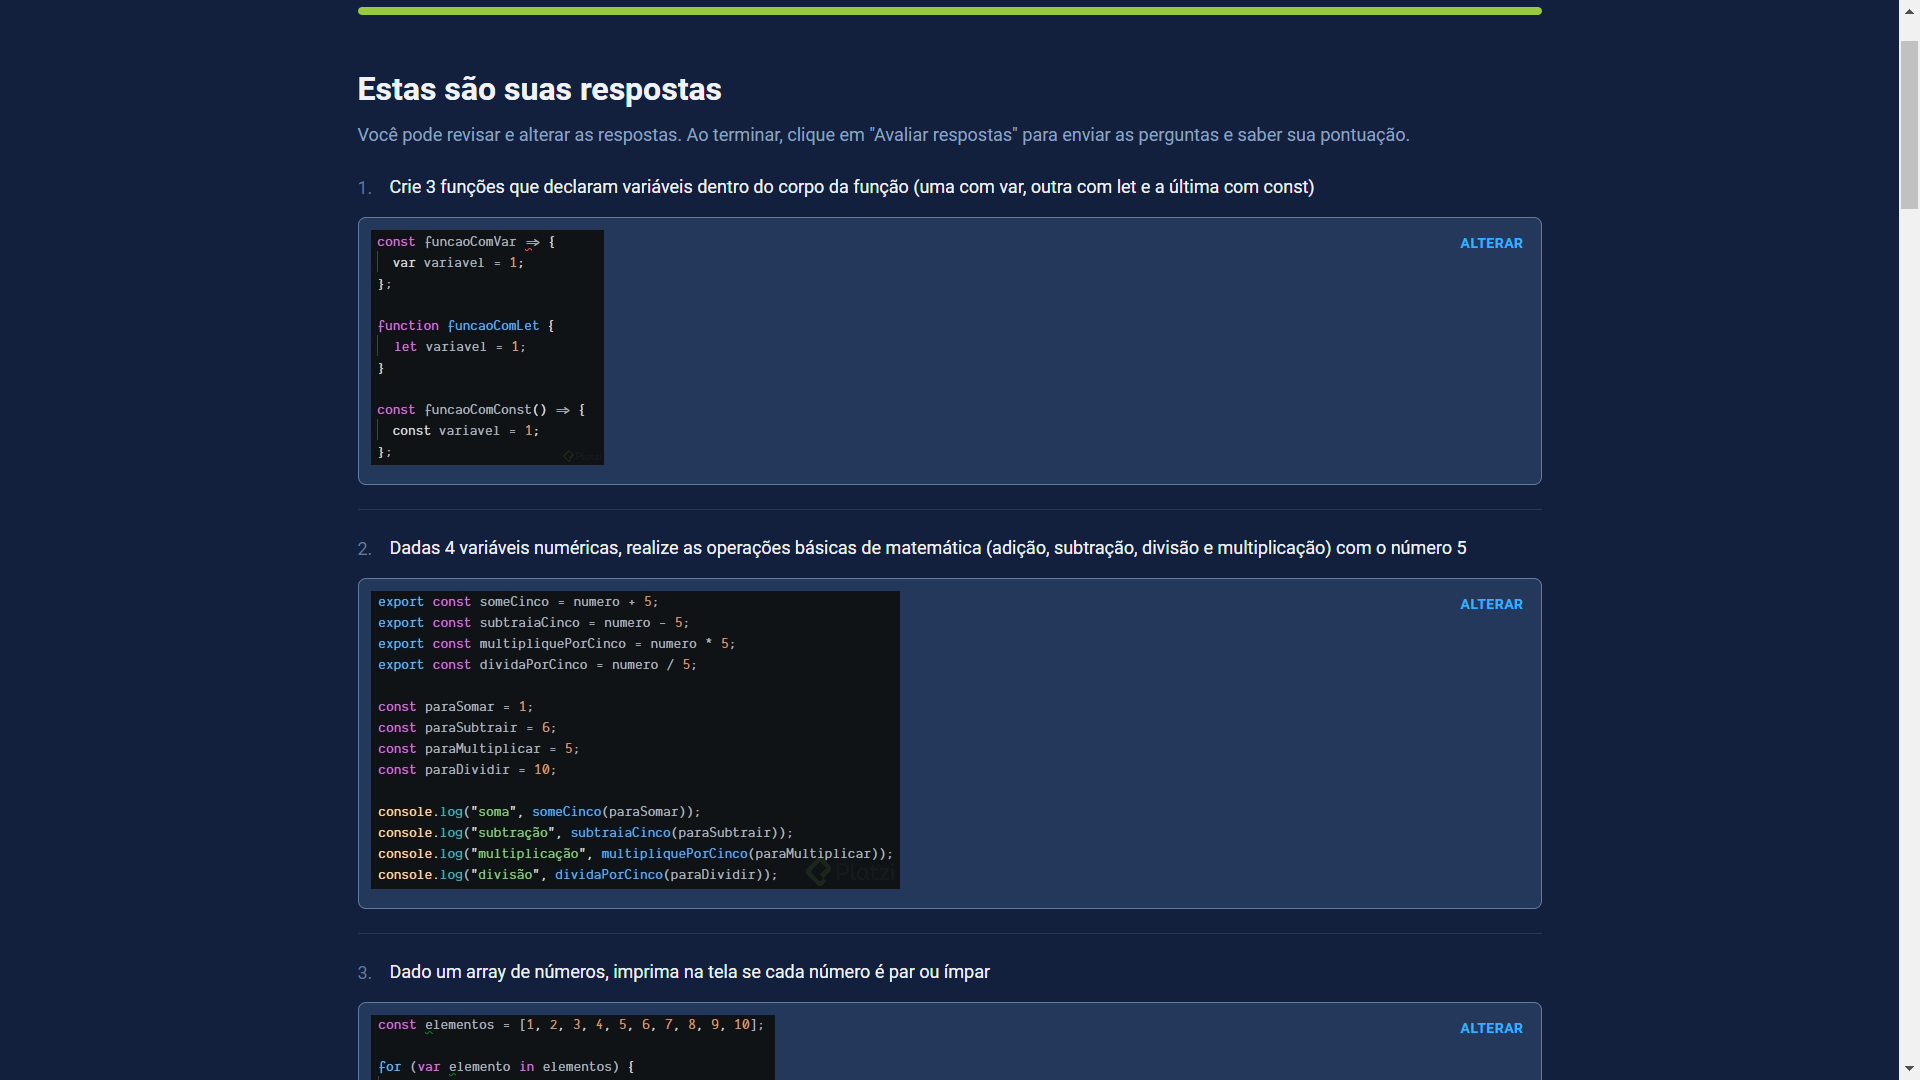 Estas são suas respostas
Você pode revisar e alterar as respostas. Ao terminar, clique em "Avaliar respostas" para enviar as perguntas e saber sua pontuação.
1. Crie 3 funções que declaram variáveis dentro do corpo da função (uma com var, outra com let e a última com const)
ALTERAR
const funcaoComVar => {
var variavel = 1;
};
function funcaoComLet {
let variavel = 1;
}
const funcaoComConst() => {
const variavel = 1;
};
Platzi
2. Dadas 4 variáveis numéricas, realize as operações básicas de matemática (adição, subtração, divisão e multiplicação) com o número 5
ALTERAR
export const someCinco = numero + 5;
export const subtraiaCinco = numero - 5;
export const multipliquePorCinco = numero * 5;
export const dividaPorCinco = numero / 5;
const paraSomar = 1;
const paraSubtrair = 6;
const paraMultiplicar = 5;
const paraDividir = 10;
console.log("soma", someCinco(paraSomar));
console.log("subtração", subtraiaCinco(paraSubtrair));
console.log("multiplicação", multipliquePorCinco(paraMultiplicar));
console.log("divisão", dividaPorCinco(paraDividir));
Platzi
3. Dado um array de números, imprima na tela se cada número é par ou ímpar
ALTERAR
const elementos = [1, 2, 3, 4, 5, 6, 7, 8, 9, 10];
for (var elemento in elementos) {